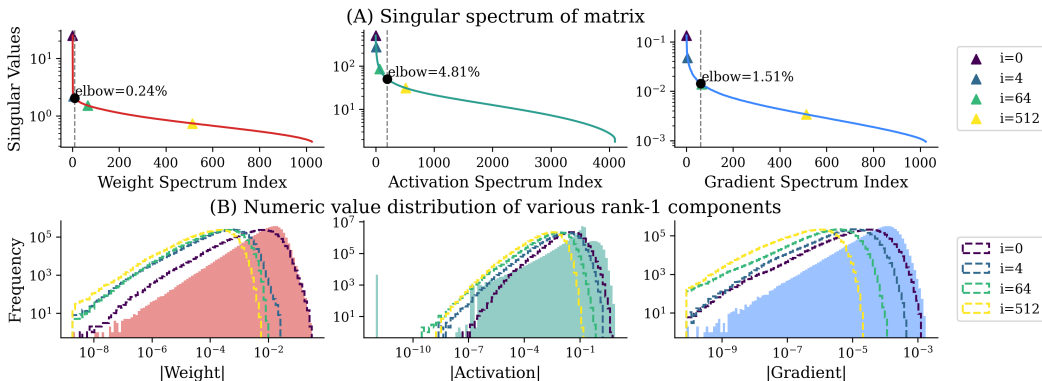 (A) Singular spectrum of matrix
Singular Values
10¹
10⁰
elbow=0.24%
0 200 400 600 800 1000
Weight Spectrum Index
10²
10¹
elbow=4.81%
0 1000 2000 3000 4000
Activation Spectrum Index
10⁻¹
10⁻²
10⁻³
elbow=1.51%
0 200 400 600 800 1000
Gradient Spectrum Index
i=0
i=4
i=64
i=512
(B) Numeric value distribution of various rank-1 components
Frequency
10⁵
10³
10¹
10⁻⁸ 10⁻⁶ 10⁻⁴ 10⁻²
|Weight|
10⁷
10⁵
10³
10¹
10⁻¹⁰ 10⁻⁷ 10⁻⁴ 10⁻¹
|Activation|
10⁵
10³
10¹
10⁻⁹ 10⁻⁷ 10⁻⁵ 10⁻³
|Gradient|
i=0
i=4
i=64
i=512